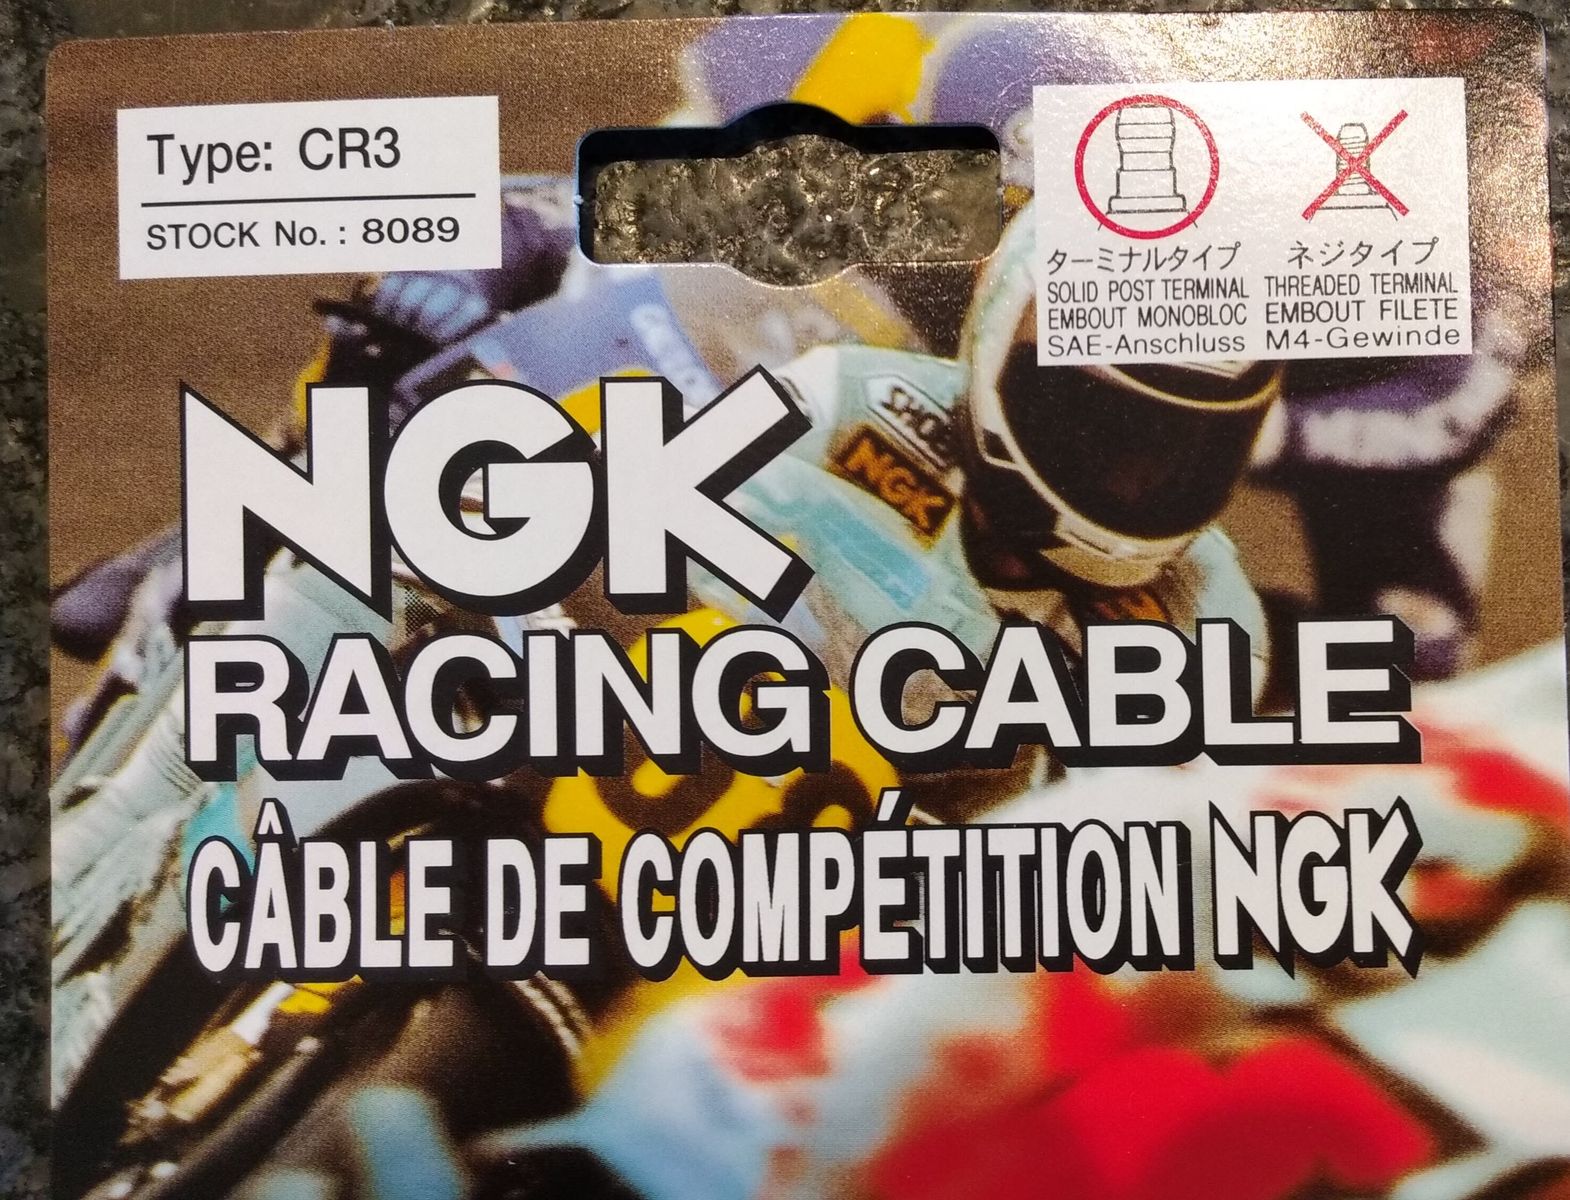 Type: CR3
STOCK No. : 8089
ターミナルタイプ
SOLID POST TERMINAL
EMBOUT MONOBLOC
SAE-Anschluss
ネジタイプ
THREADED TERMINAL
EMBOUT FILETE
M4-Gewinde
SHOEI
NGK
NGK
RACING CABLE
CÂBLE DE COMPÉTITION NGK